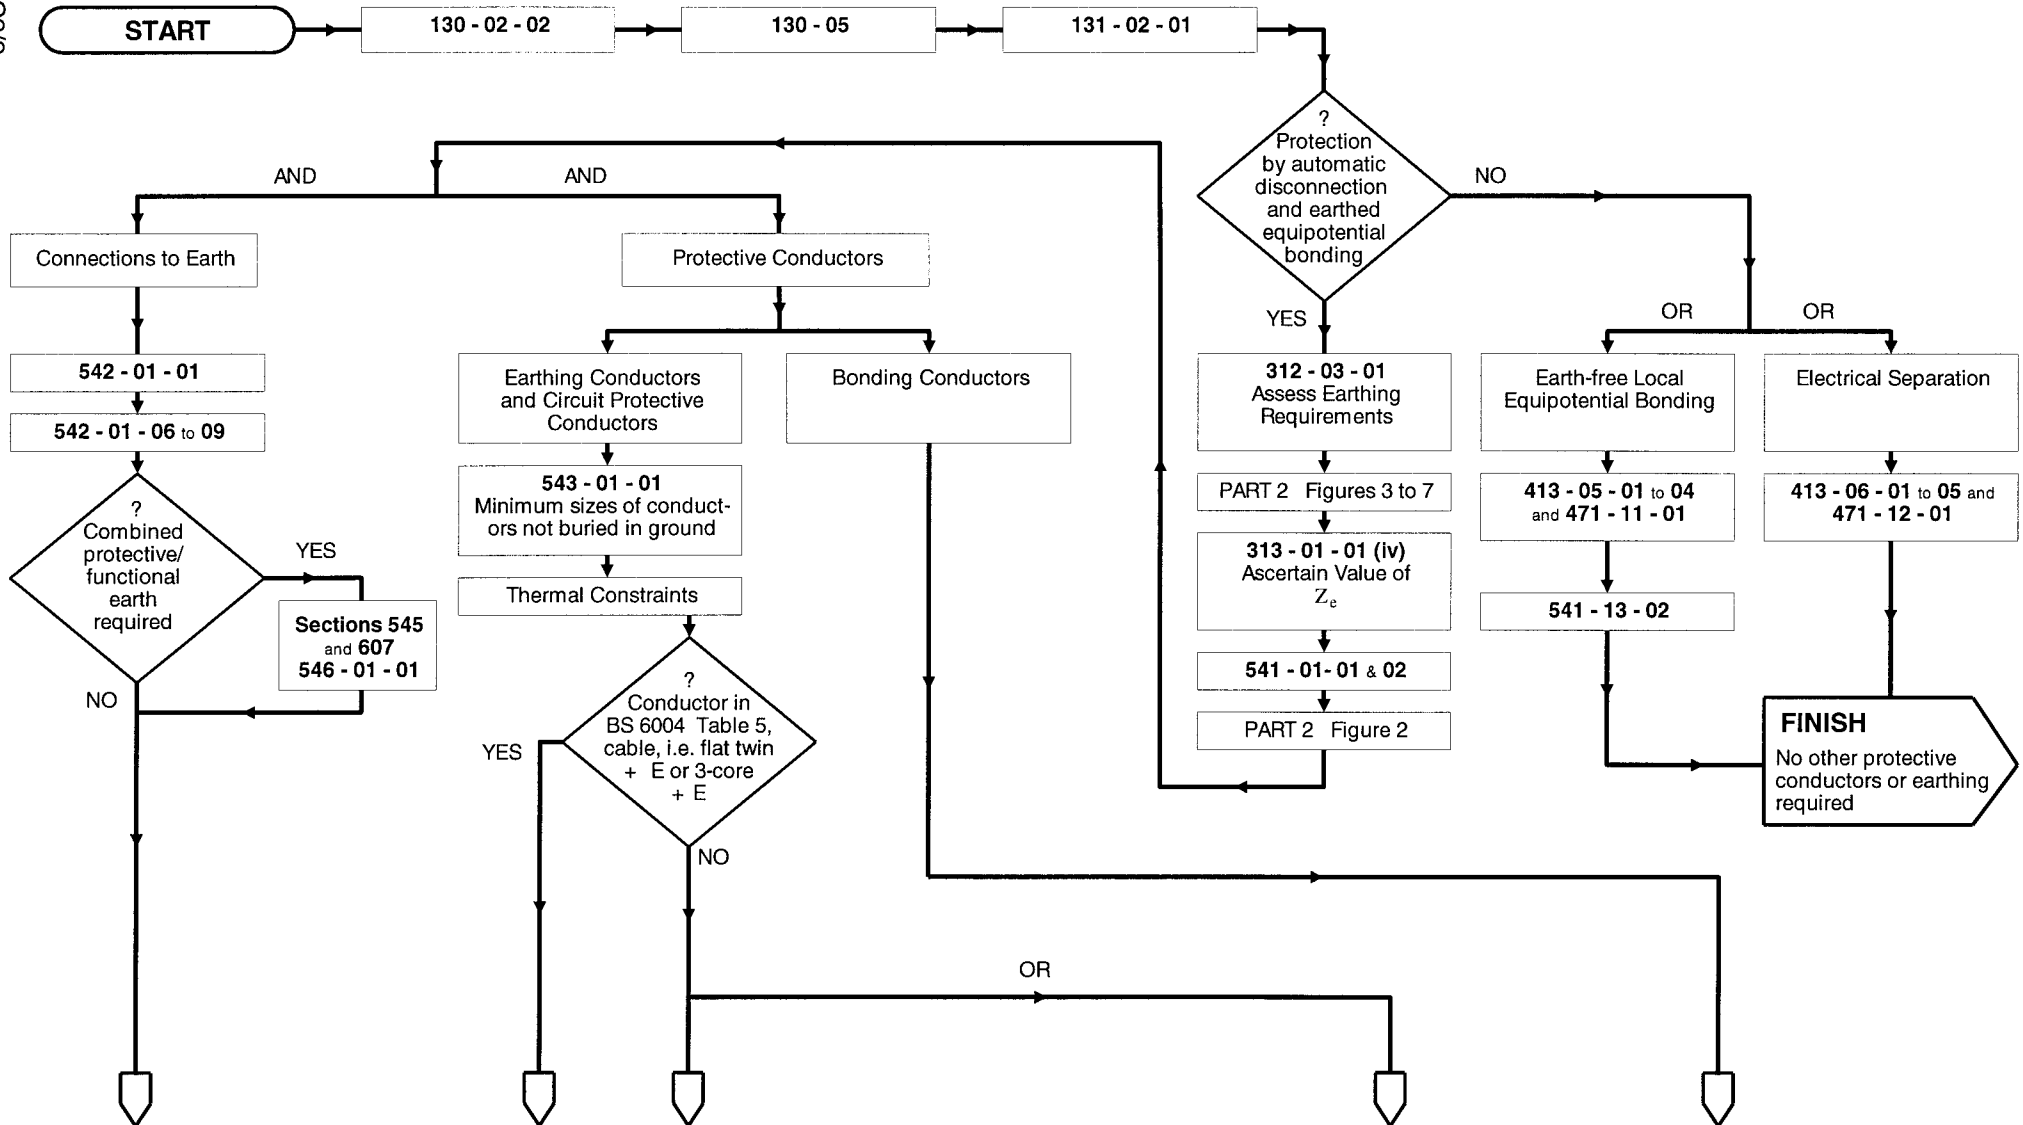 START
130 - 02 - 02
130 - 05
131 - 02 - 01
?
Protection
by automatic
disconnection
and earthed
equipotential
bonding
NO
YES
AND
AND
Connections to Earth
Protective Conductors
OR
OR
542 - 01 - 01
542 - 01 - 06 to 09
?
Combined
protective/
functional
earth
required
YES
Sections 545
and 607
546 - 01 - 01
NO
Earthing Conductors
and Circuit Protective
Conductors
543 - 01 - 01
Minimum sizes of conduct-
ors not buried in ground
Thermal Constraints
?
Conductor in
BS 6004 Table 5,
cable, i.e. flat twin
+ E or 3-core
+ E
YES
NO
OR
Bonding Conductors
312 - 03 - 01
Assess Earthing
Requirements
PART 2 Figures 3 to 7
313 - 01 - 01 (iv)
Ascertain Value of
Ze
541 - 01- 01 & 02
PART 2 Figure 2
Earth-free Local
Equipotential Bonding
413 - 05 - 01 to 04
and 471 - 11 - 01
541 - 13 - 02
Electrical Separation
413 - 06 - 01 to 05 and
471 - 12 - 01
FINISH
No other protective
conductors or earthing
required